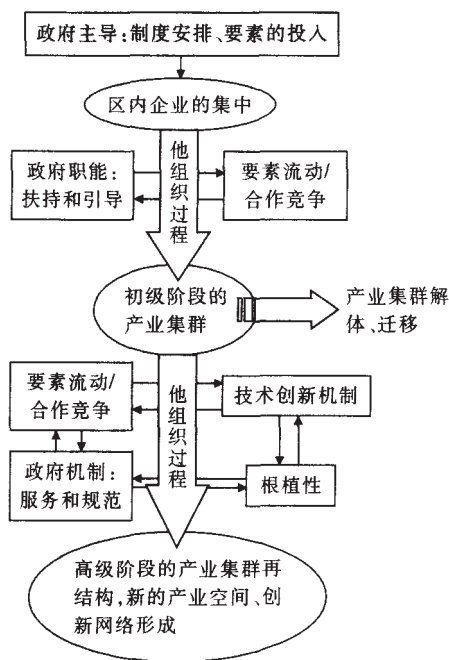 政府主导:制度安排、要素的投入
区内企业的集中
他组织过程
政府职能:
扶持和引导
要素流动/
合作竞争
初级阶段的
产业集群
产业集群解
体、迁移
要素流动/
合作竞争
他组织过程
技术创新机制
政府机制:
服务和规范
根植性
高级阶段的产业集群再
结构,新的产业空间、创
新网络形成